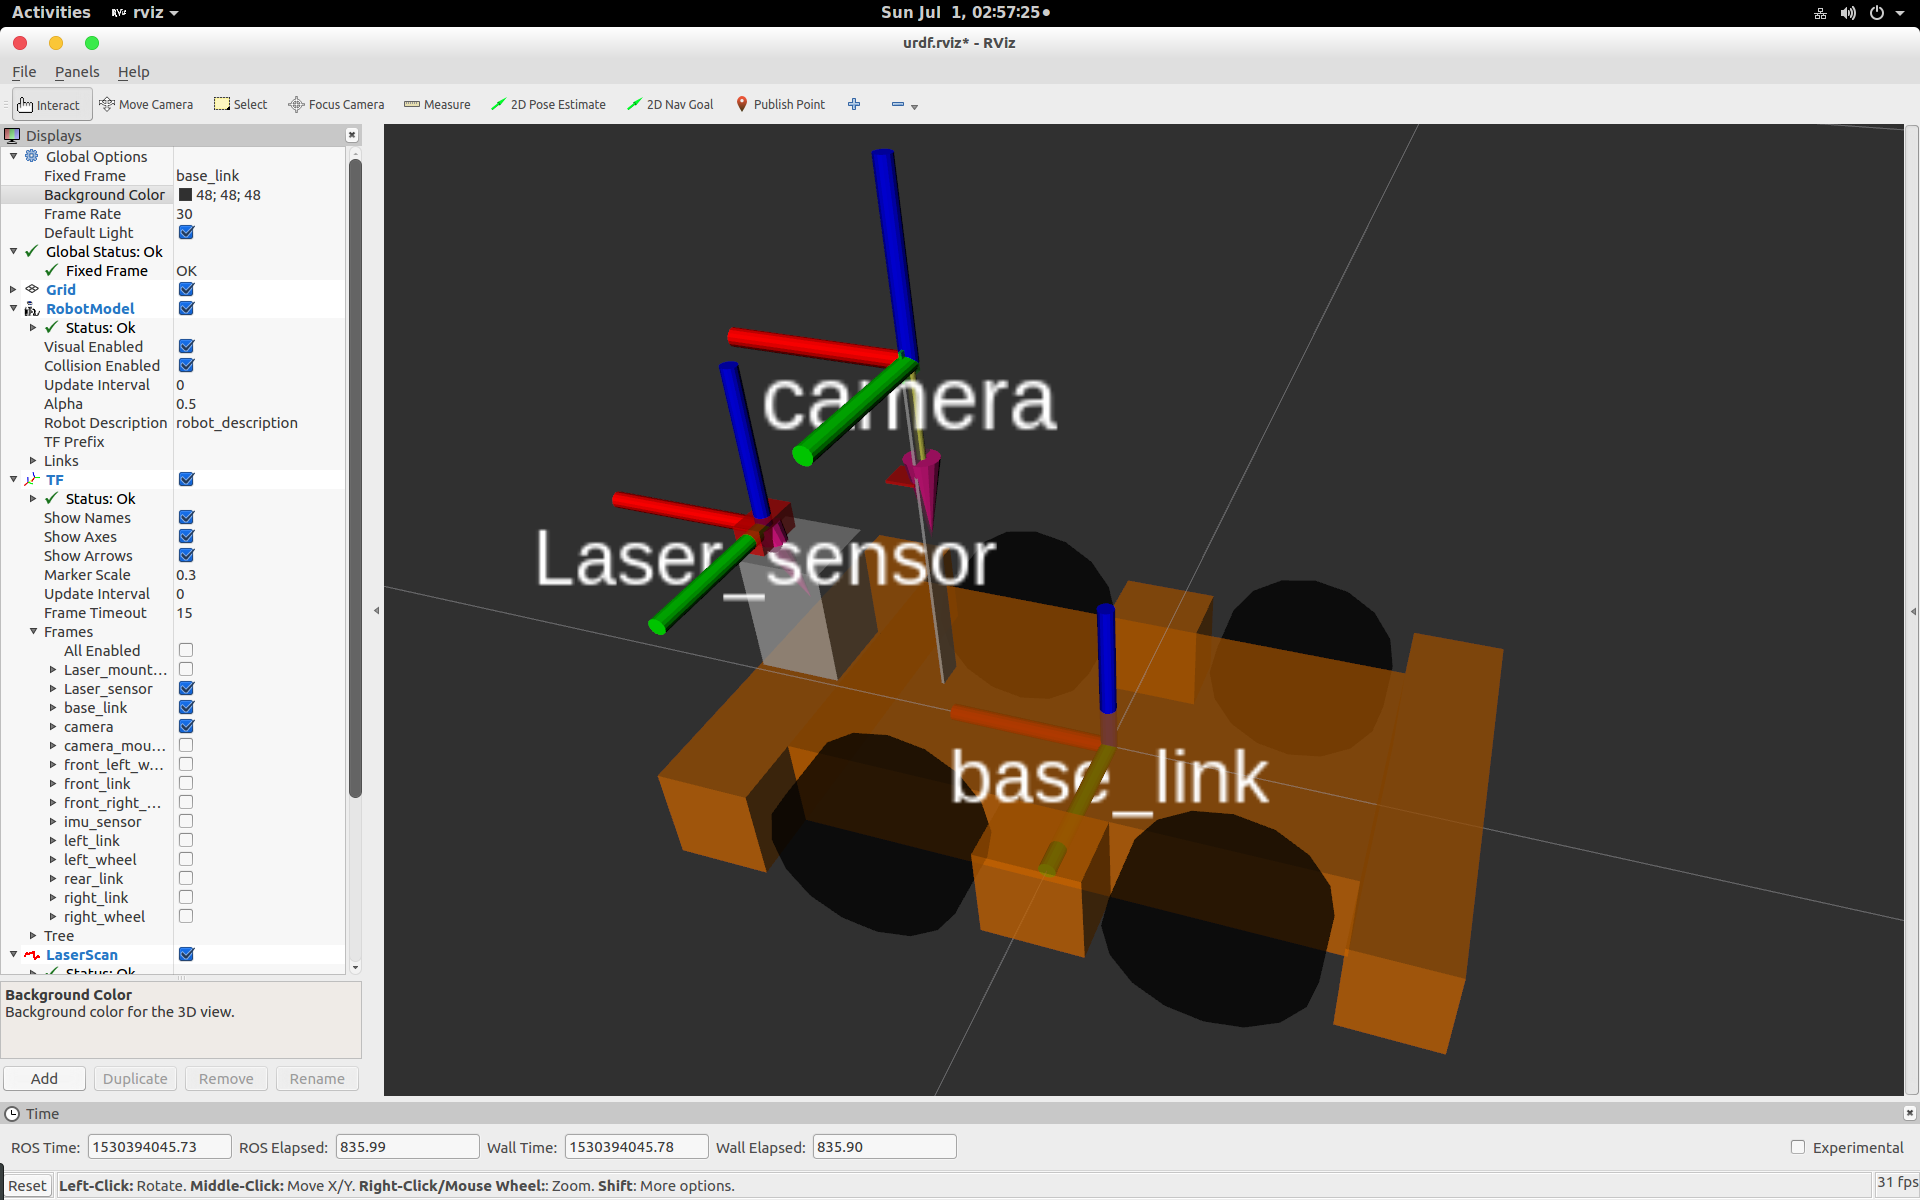 Activities rviz Sun Jul 1, 02:57:25
urdf.rviz* - RViz
File Panels Help
Interact Move Camera Select Focus Camera Measure 2D Pose Estimate 2D Nav Goal Publish Point
Displays
Global Options
Fixed Frame base_link
Background Color 48; 48; 48
Frame Rate 30
Default Light
Global Status: Ok
Fixed Frame OK
Grid
RobotModel
Status: Ok
Visual Enabled
Collision Enabled
Update Interval 0
Alpha 0.5
Robot Description robot_description
TF Prefix
Links
TF
Status: Ok
Show Names
Show Axes
Show Arrows
Marker Scale 0.3
Update Interval 0
Frame Timeout 15
Frames
All Enabled
Laser_mount...
Laser_sensor
base_link
camera
camera_mou...
front_left_w...
front_link
front_right_...
imu_sensor
left_link
left_wheel
rear_link
right_link
right_wheel
Tree
LaserScan
Status: Ok
camera
Laser_sensor
base_link
Background Color
Background color for the 3D view.
Add Duplicate Remove Rename
Time
ROS Time: 1530394045.73 ROS Elapsed: 835.99 Wall Time: 1530394045.78 Wall Elapsed: 835.90 Experimental
Reset Left-Click: Rotate. Middle-Click: Move X/Y. Right-Click/Mouse Wheel:: Zoom. Shift: More options. 31 fps